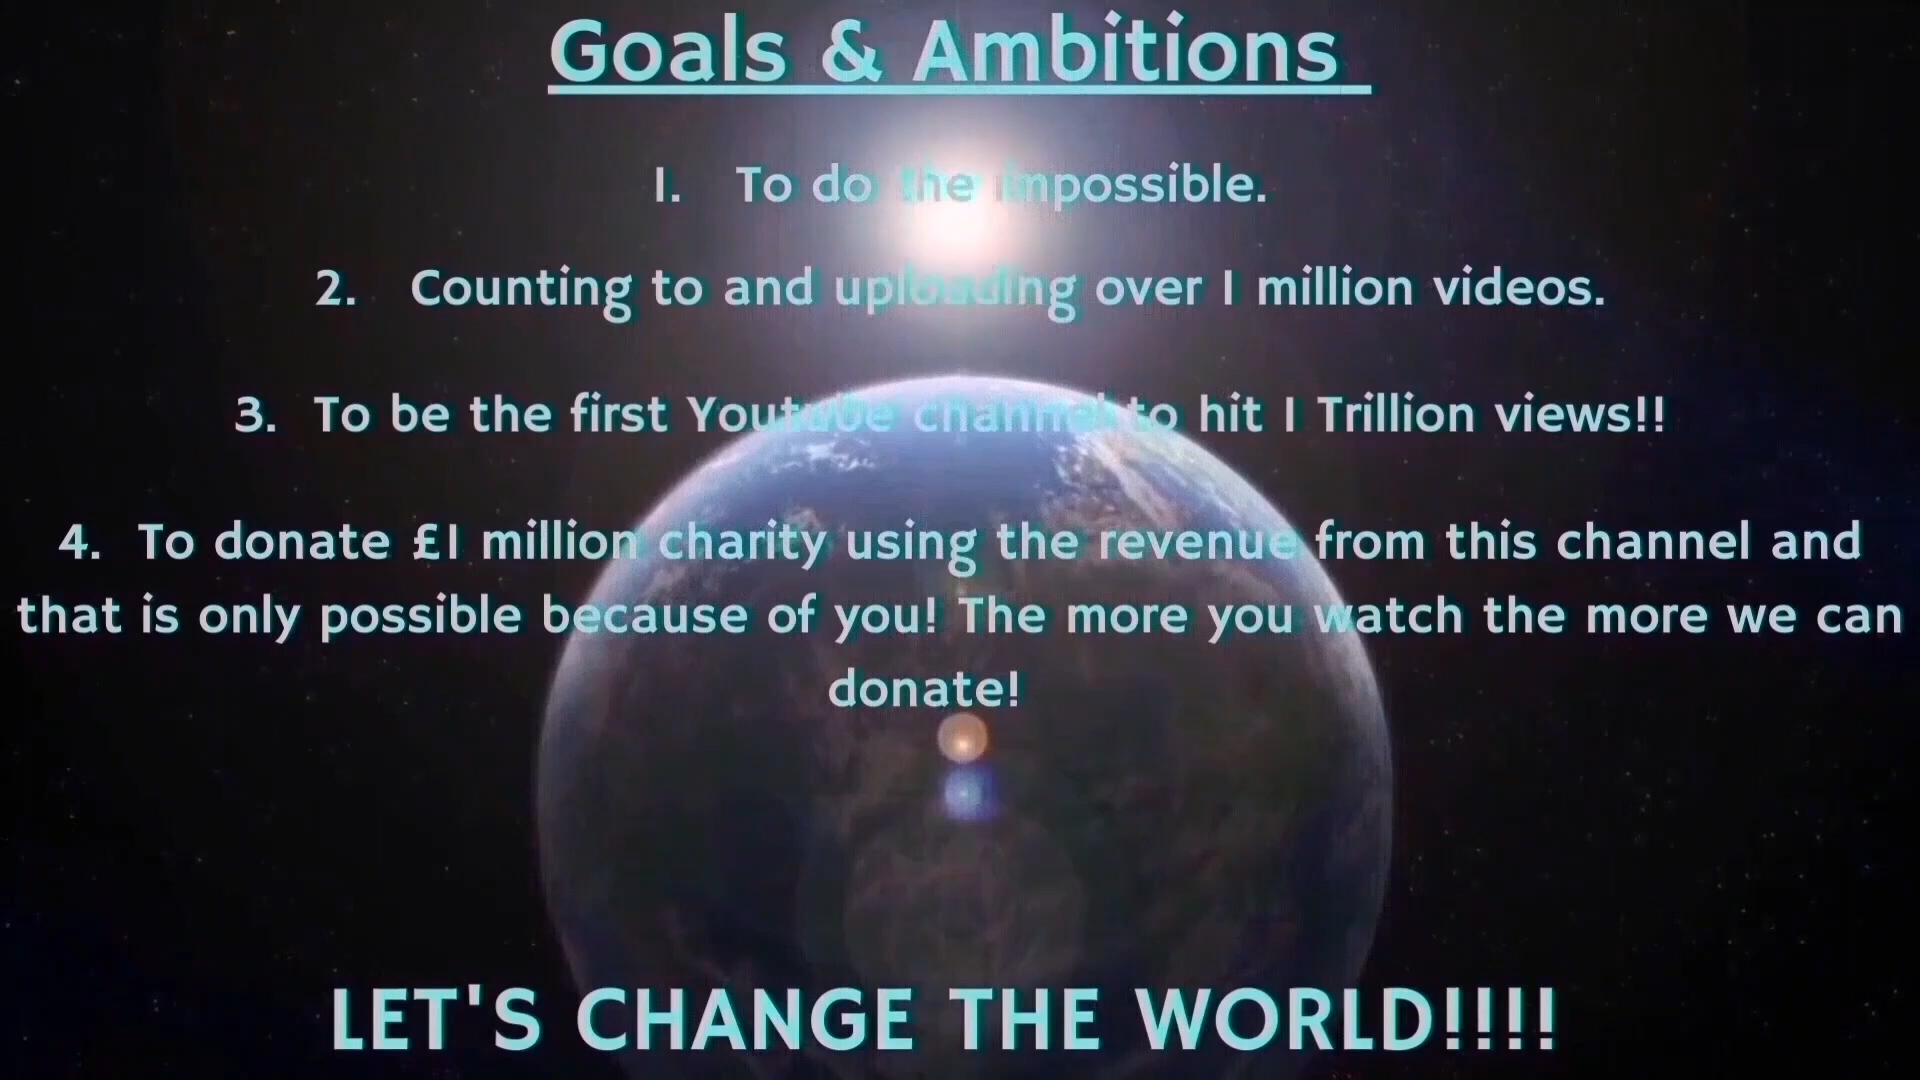 Goals & Ambitions
1. To do the impossible.
2. Counting to and uploading over 1 million videos.
3. To be the first Youtube channel to hit 1 Trillion views!!
4. To donate £1 million charity using the revenue from this channel and
that is only possible because of you! The more you watch the more we can
donate!
LET'S CHANGE THE WORLD!!!!